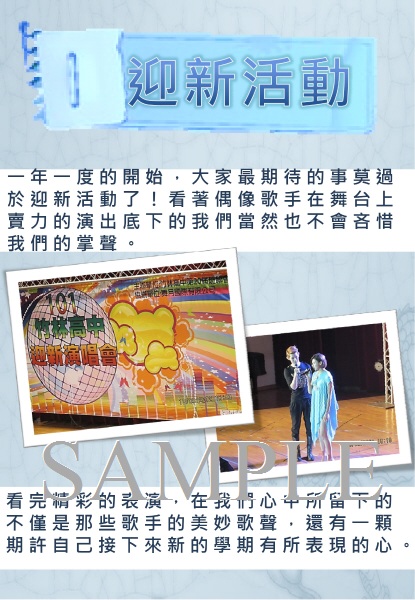 迎新活動
一年一度的開始，大家最期待的事莫過
於迎新活動了！看著偶像歌手在舞台上
賣力的演出底下的我們當然也不會吝惜
我們的掌聲。
101
竹林高中
迎新演唱會
SAMPLE
看完精彩的表演，在我們心中所留下的
不僅是那些歌手的美妙歌聲，還有一顆
期許自己接下來新的學期有所表現的心。